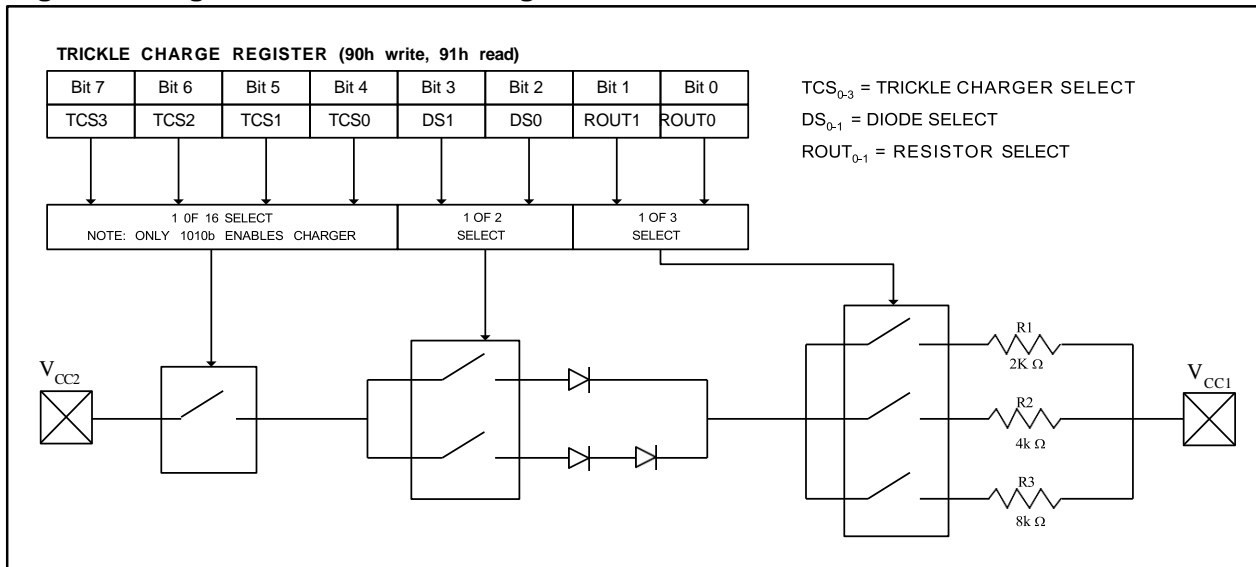 TRICKLE CHARGE REGISTER (90h write, 91h read)
Bit 7 Bit 6 Bit 5 Bit 4 Bit 3 Bit 2 Bit 1 Bit 0
TCS3 TCS2 TCS1 TCS0 DS1 DS0 ROUT1 ROUT0
TCS0-3 = TRICKLE CHARGER SELECT
DS0-1 = DIODE SELECT
ROUT0-1 = RESISTOR SELECT
1 0F 16 SELECT
NOTE: ONLY 1010b ENABLES CHARGER
1 OF 2
SELECT
1 OF 3
SELECT
VCC2
R1
2K Ω
R2
4k Ω
R3
8k Ω
VCC1